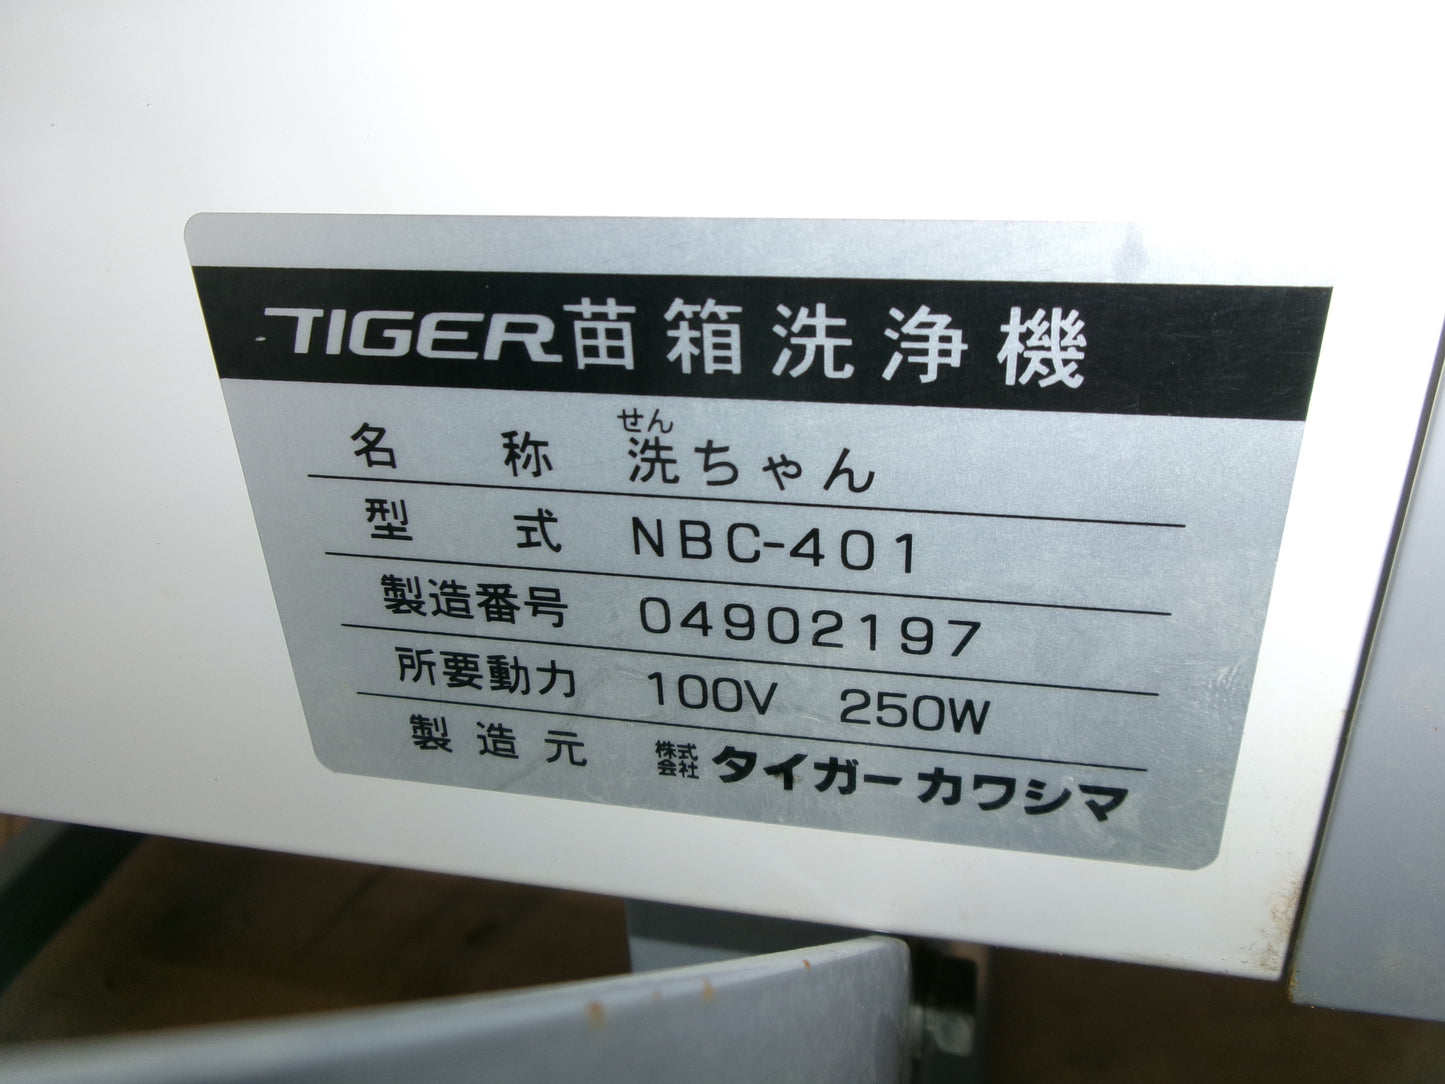 TIGER苗箱洗浄機
せん
名称 洗ちゃん
型式 NBC-401
製造番号 04902197
所要動力 100V 250W
製造元 株式会社 タイガーカワシマ